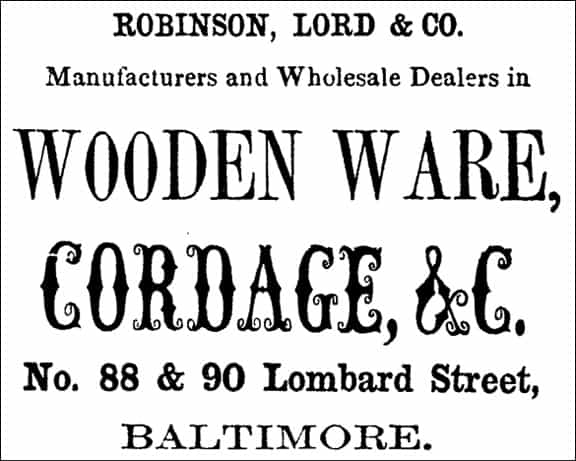 ROBINSON, LORD & CO.
Manufacturers and Wholesale Dealers in
WOODEN WARE,
CORDAGE, &C.
No. 88 & 90 Lombard Street,
BALTIMORE.